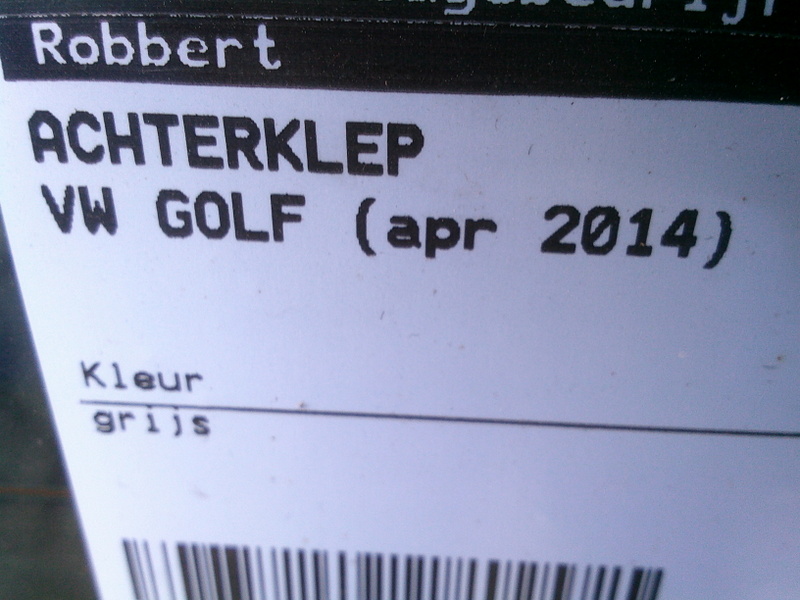 Robbert
ACHTERKLEP
VW GOLF (apr 2014)
Kleur
grijs